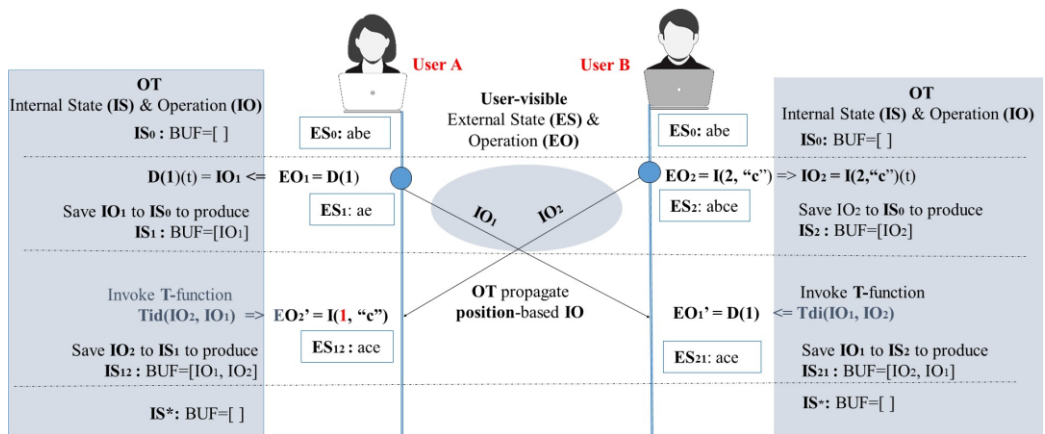 User A
User B
OT
Internal State (IS) & Operation (IO)
IS0 : BUF=[ ]
ES0: abe
User-visible
External State (ES) &
Operation (EO)
ES0: abe
OT
Internal State (IS) & Operation (IO)
IS0: BUF=[ ]
D(1)(t) = IO1 <= EO1 = D(1)
EO2 = I(2, “c”) => IO2 = I(2,“c”)(t)
ES1: ae
IO1
IO2
ES2: abce
Save IO1 to IS0 to produce
IS1 : BUF=[IO1]
Save IO2 to IS0 to produce
IS2 : BUF=[IO2]
Invoke T-function
Tid(IO2, IO1) => EO2’ = I(1, “c”)
OT propagate
position-based IO
Invoke T-function
EO1’ = D(1) <= Tdi(IO1, IO2)
ES12 : ace
ES21: ace
Save IO2 to IS1 to produce
IS12 : BUF=[IO1, IO2]
Save IO1 to IS2 to produce
IS21 : BUF=[IO2, IO1]
IS*: BUF=[ ]
IS*: BUF=[ ]